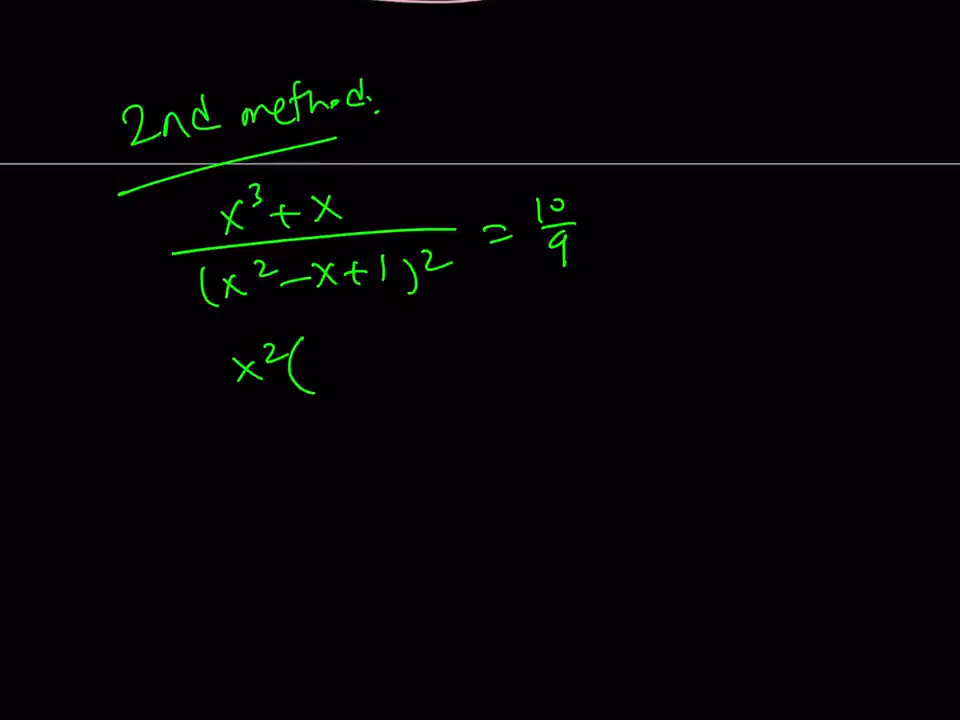 2nd method:
x³ + x / (x² - x + 1)² = 10/9
x²(